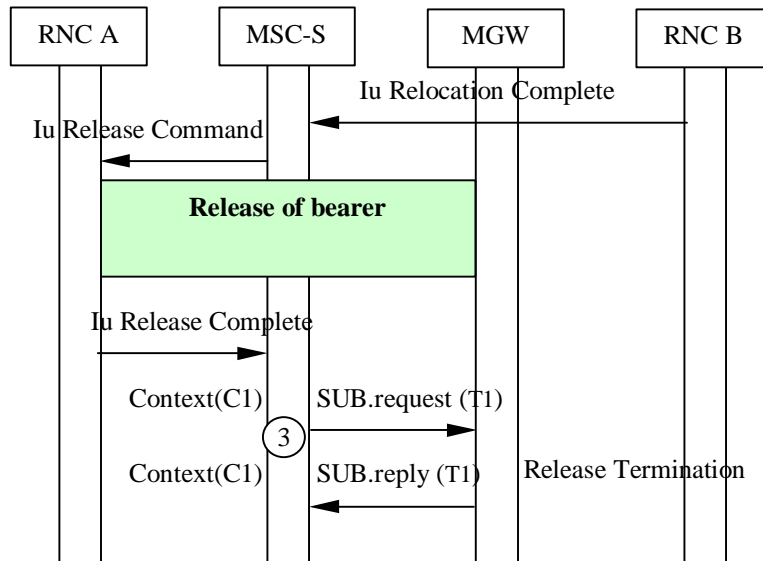 RNC A
MSC-S
MGW
RNC B
Iu Relocation Complete
Iu Release Command
Release of bearer
Iu Release Complete
Context(C1)
SUB.request (T1)
3
Context(C1)
SUB.reply (T1)
Release Termination